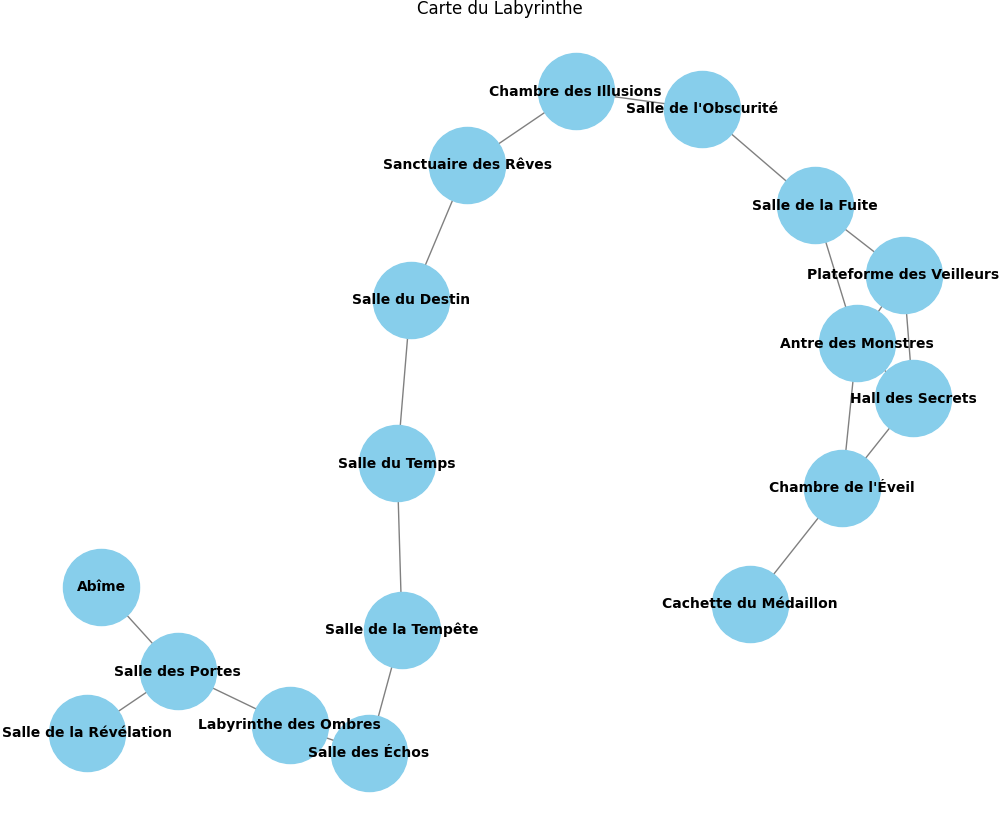 Carte du Labyrinthe
Chambre des Illusions
Salle de l'Obscurité
Sanctuaire des Rêves
Salle de la Fuite
Plateforme des Veilleurs
Salle du Destin
Antre des Monstres
Hall des Secrets
Salle du Temps
Chambre de l'Éveil
Abîme
Cachette du Médaillon
Salle de la Tempête
Salle des Portes
Labyrinthe des Ombres
Salle de la Révélation
Salle des Échos